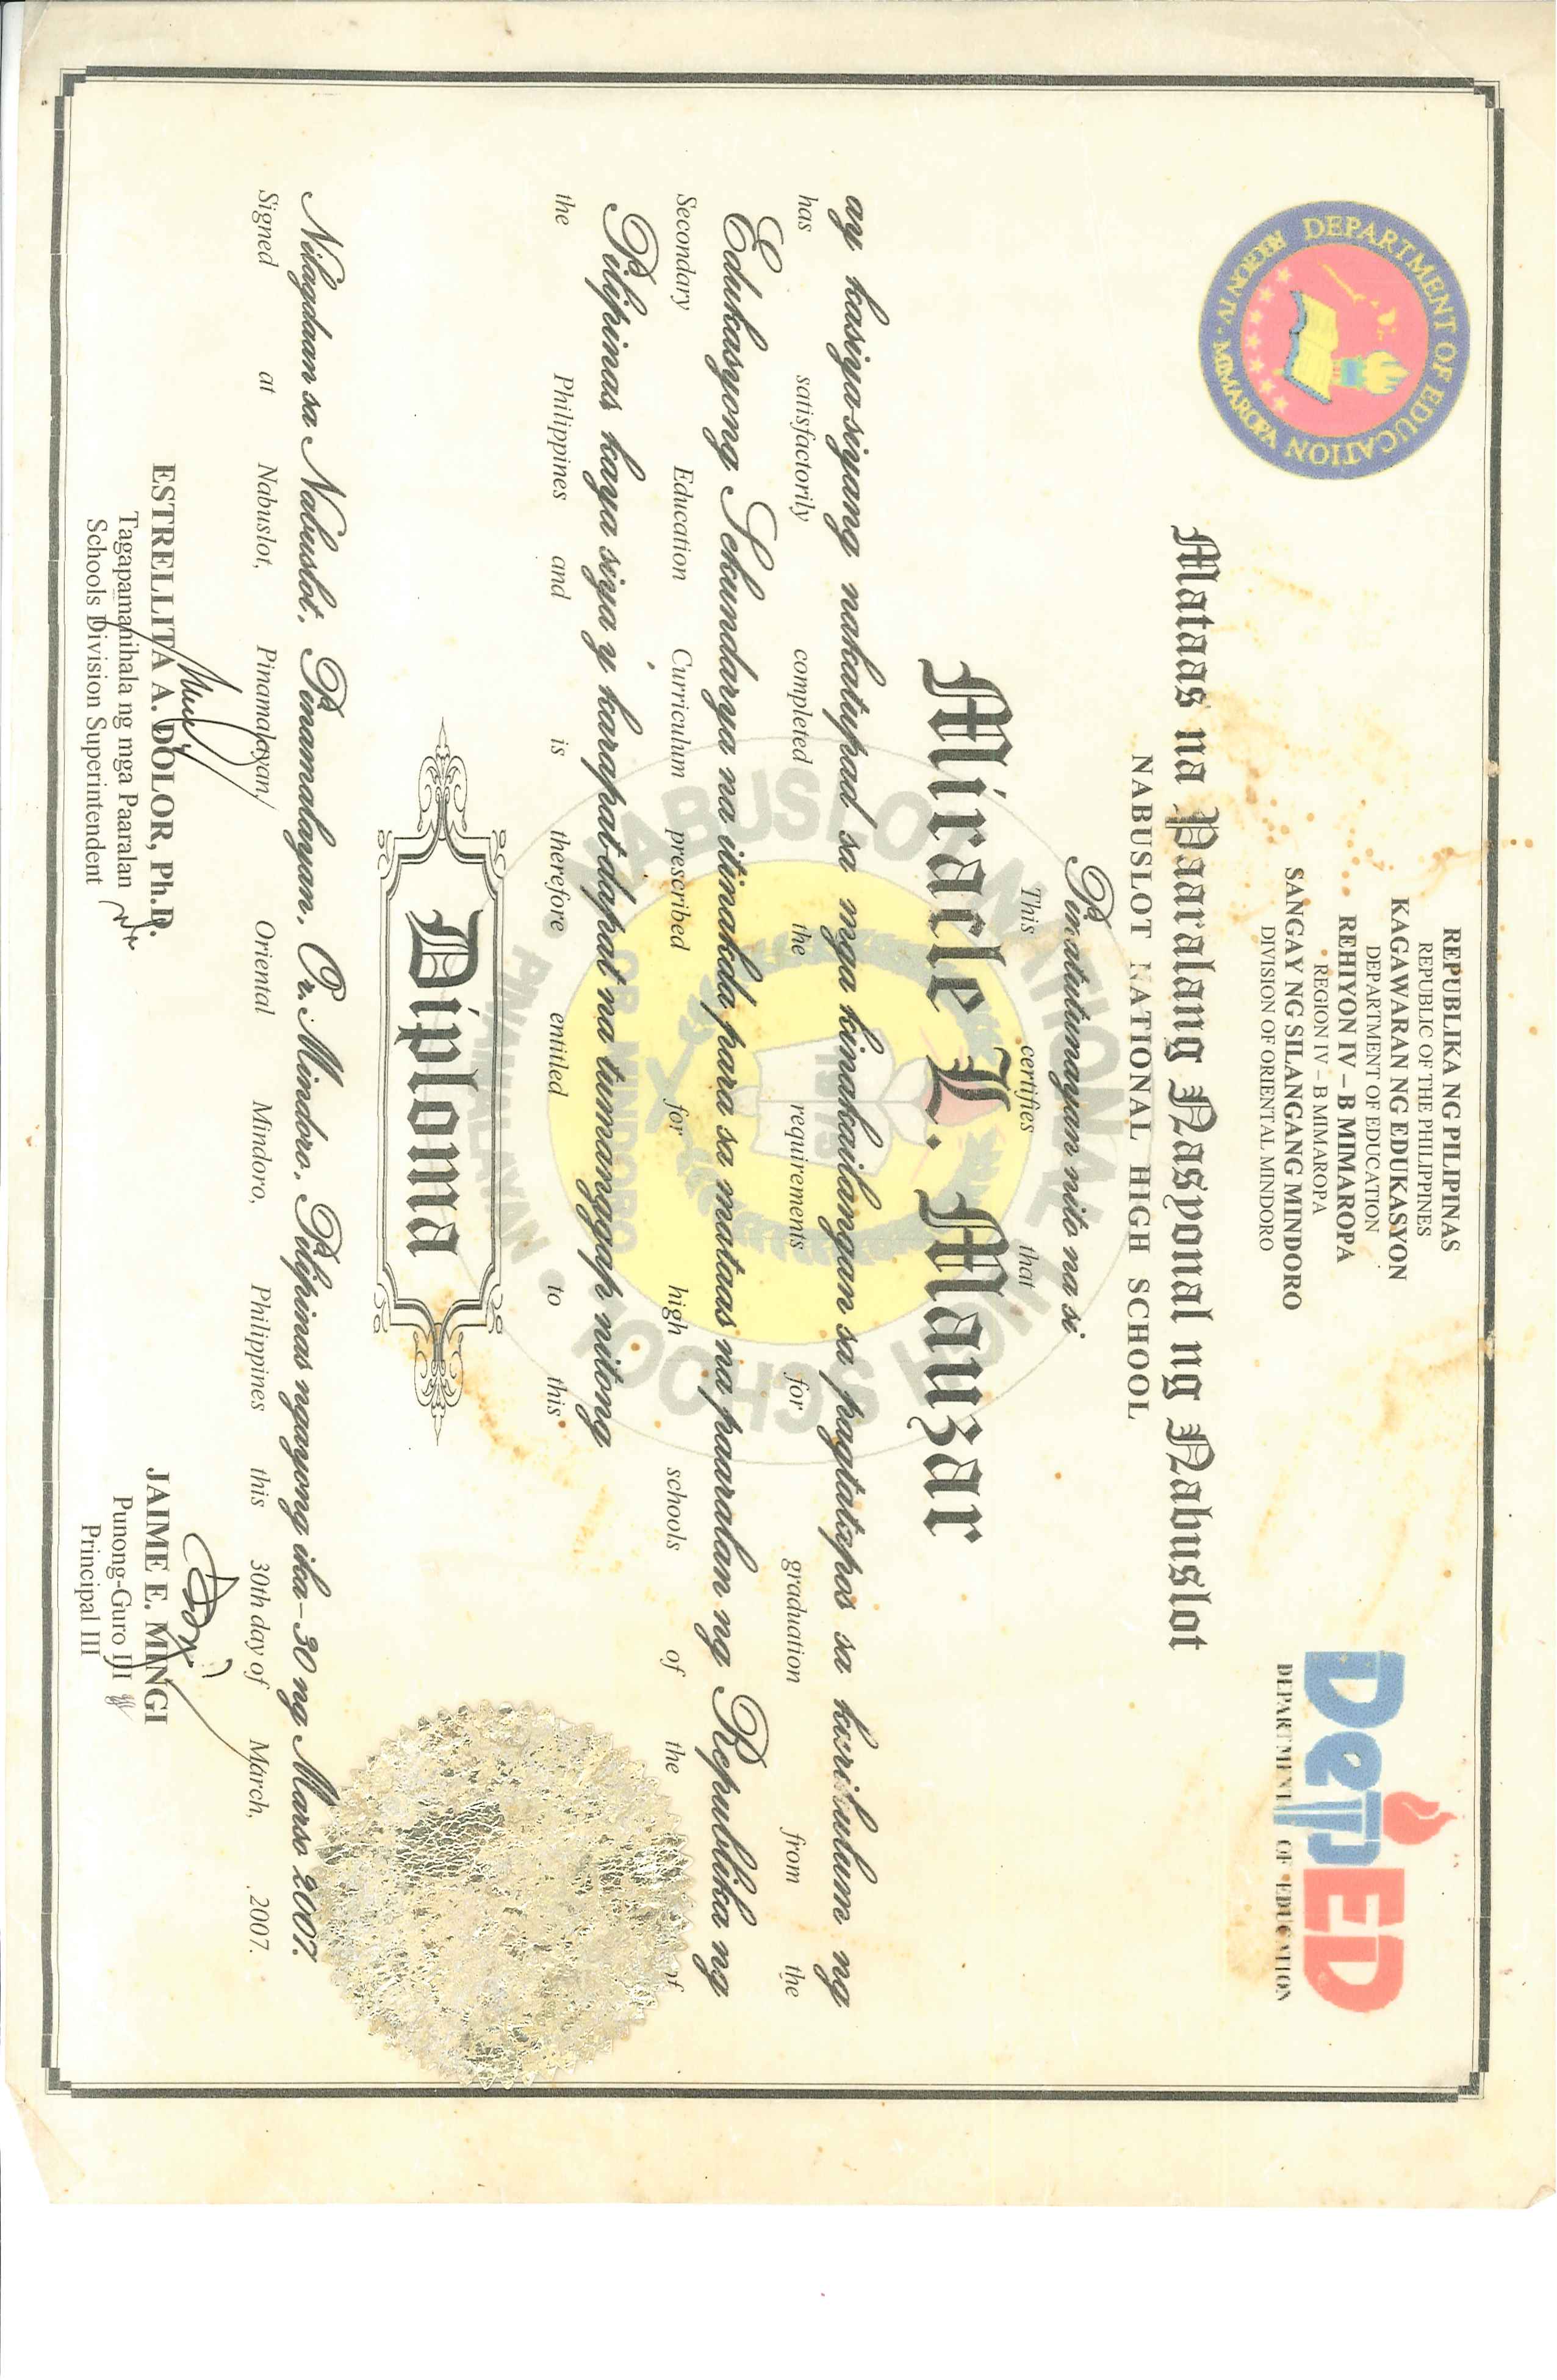 REPUBLIKA NG PILIPINAS
REPUBLIC OF THE PHILIPPINES
KAGAWARAN NG EDUKASYON
DEPARTMENT OF EDUCATION
REHIYON IV – B MIMAROPA
REGION IV – B MIMAROPA
SANGAY NG SILANGANG MINDORO
DIVISION OF ORIENTAL MINDORO
DEPARTMENT OF EDUCATION
REGION IV - MIMAROPA
DepED
DEPARTMENT OF EDUCATION
Mataas na Paaralang Nasyonal ng Nabuslot
NABUSLOT NATIONAL HIGH SCHOOL
Pinatutunayan nito na si
This certifies that
Miracle L. Mauzar
ay kasiya-siyang nakatupad sa mga kinakailangan sa pagtatapos sa kurikulum ng
has satisfactorily completed the requirements for graduation from the
Edukasyong Sekundarya na itinakda para sa mataas na paaralan ng Republika ng
Secondary Education Curriculum prescribed for high schools of the of
Pilipinas kaya siya'y karapat-dapat na tumanggap nitong
the Philippines and is therefore entitled to this
Diploma
NABUSLOT NATIONAL HIGH SCHOOL
PINAMALAYAN
OR. MINDORO
Nilagdaan sa Nabuslot, Pinamalayan, Or. Mindoro, Pilipinas ngayong ika-30 ng Marso 2007.
Signed at Nabuslot, Pinamalayan, Oriental Mindoro, Philippines this 30th day of March, 2007.
ESTRELLITA A. DOLOR, Ph.D.
Tagapamahihala ng mga Paaralan
Schools Division Superintendent
JAIME E. MINGI
Punong-Guro III
Principal III